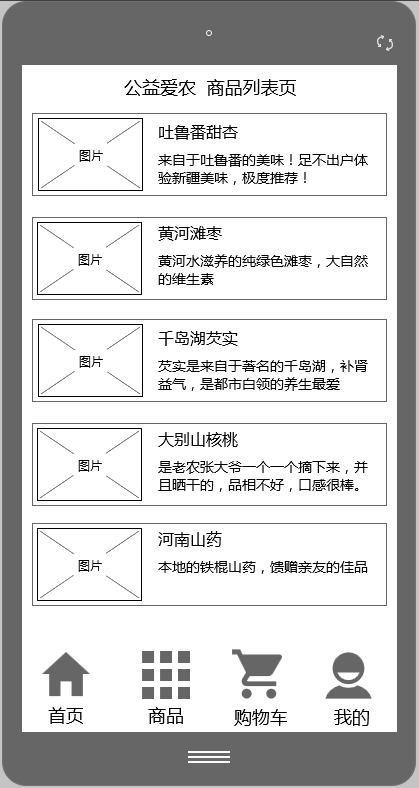 公益爱农 商品列表页
吐鲁番甜杏
图片
来自于吐鲁番的美味！足不出户体
验新疆美味，极度推荐！
黄河滩枣
图片
黄河水滋养的纯绿色滩枣，大自然
的维生素
千岛湖芡实
图片
芡实是来自于著名的千岛湖，补肾
益气，是都市白领的养生最爱
大别山核桃
图片
是老农张大爷一个一个摘下来，并
且晒干的，品相不好，口感很棒。
河南山药
图片
本地的铁棍山药，馈赠亲友的佳品
首页
商品
购物车
我的